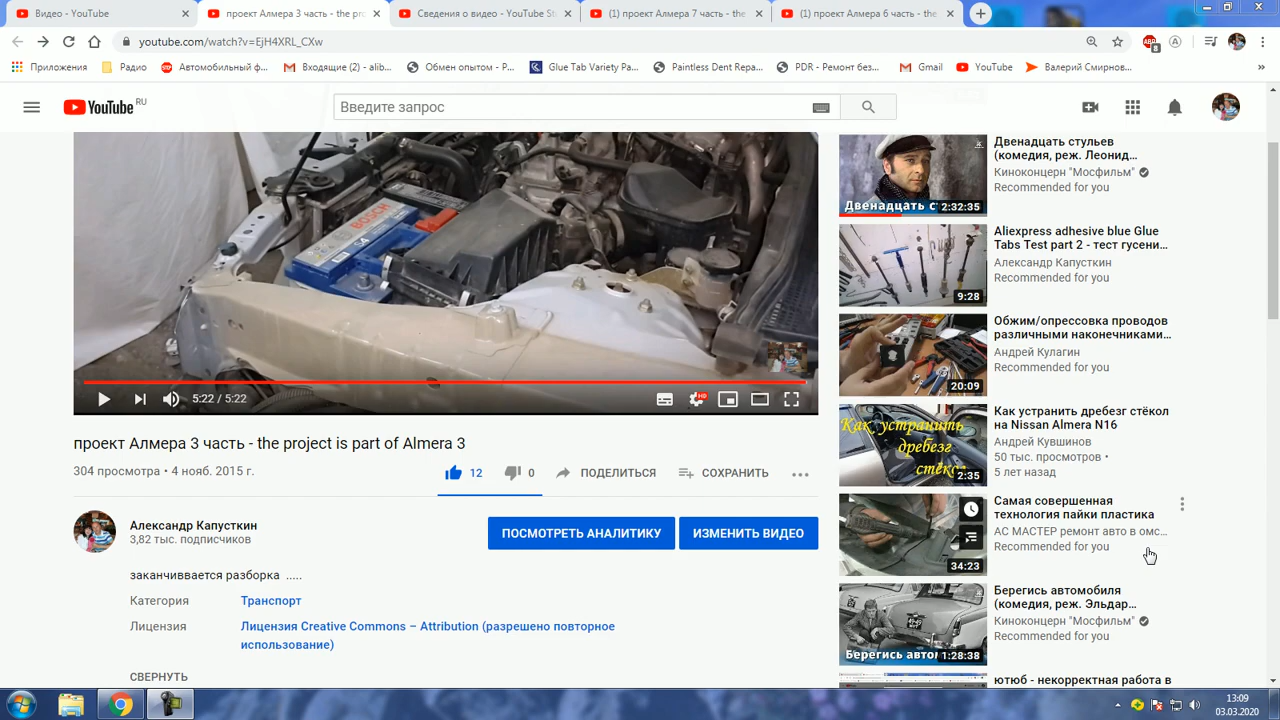 Видео
проект Алмера 3 часть - the pr
Сведения о видео - YouTube St
(1) проект Алмера 7 часть - the
(1) проект Алмера 6 часть - the
youtube.com/watch?v=EjH4XRL_CXw
8
Приложения
Радио
Автомобильный ф...
Входящие (2) - alib...
Обмен опытом - P...
Glue Tab Variety Pa...
Paintless Dent Repa...
PDR - Ремонт без...
Gmail
YouTube
Валерий Смирнов...
YouTube RU
Введите запрос
BOSCH
S4
5:22 / 5:22
HD
проект Алмера 3 часть - the project is part of Almera 3
304 просмотра • 4 нояб. 2015 г.
12
0
ПОДЕЛИТЬСЯ
СОХРАНИТЬ
Александр Капусткин
3,82 тыс. подписчиков
ПОСМОТРЕТЬ АНАЛИТИКУ
ИЗМЕНИТЬ ВИДЕО
заканчиввается разборка .....
Категория
Транспорт
Лицензия
Лицензия Creative Commons – Attribution (разрешено повторное
использование)
СВЕРНУТЬ
Двенадцать с
2:32:35
Двенадцать стульев
(комедия, реж. Леонид...
Киноконцерн "Мосфильм"
Recommended for you
9:28
Aliexpress adhesive blue Glue
Tabs Test part 2 - тест гусени...
Александр Капусткин
Recommended for you
20:09
Обжим/опрессовка проводов
различными наконечниками...
Андрей Кулагин
Recommended for you
Как устранить
дребезг
стёкол
2:35
Как устранить дребезг стёкол
на Nissan Almera N16
Андрей Кувшинов
50 тыс. просмотров •
5 лет назад
34:23
Самая совершенная
технология пайки пластика
АС МАСТЕР ремонт авто в омс...
Recommended for you
Берегись автом
1:28:38
Берегись автомобиля
(комедия, реж. Эльдар...
Киноконцерн "Мосфильм"
Recommended for you
ютюб - некорректная работа в
13:09
03.03.2020